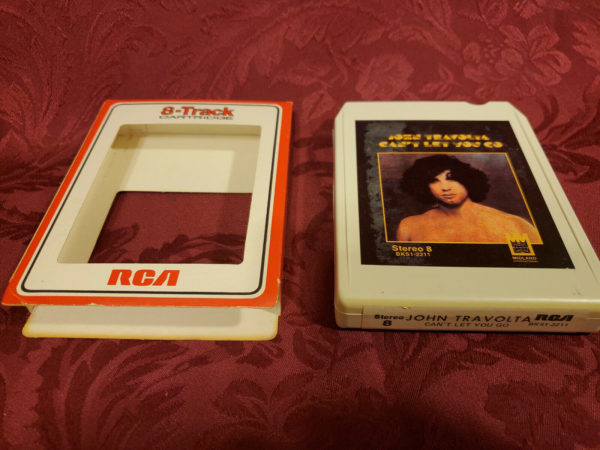 8-Track
CARTRIDGE
RCA
JOHN TRAVOLTA
CAN'T LET YOU GO
Stereo 8
BKS1-2211
MIDLAND
Stereo 8 JOHN TRAVOLTA RCA
CAN'T LET YOU GO BKS1-2211